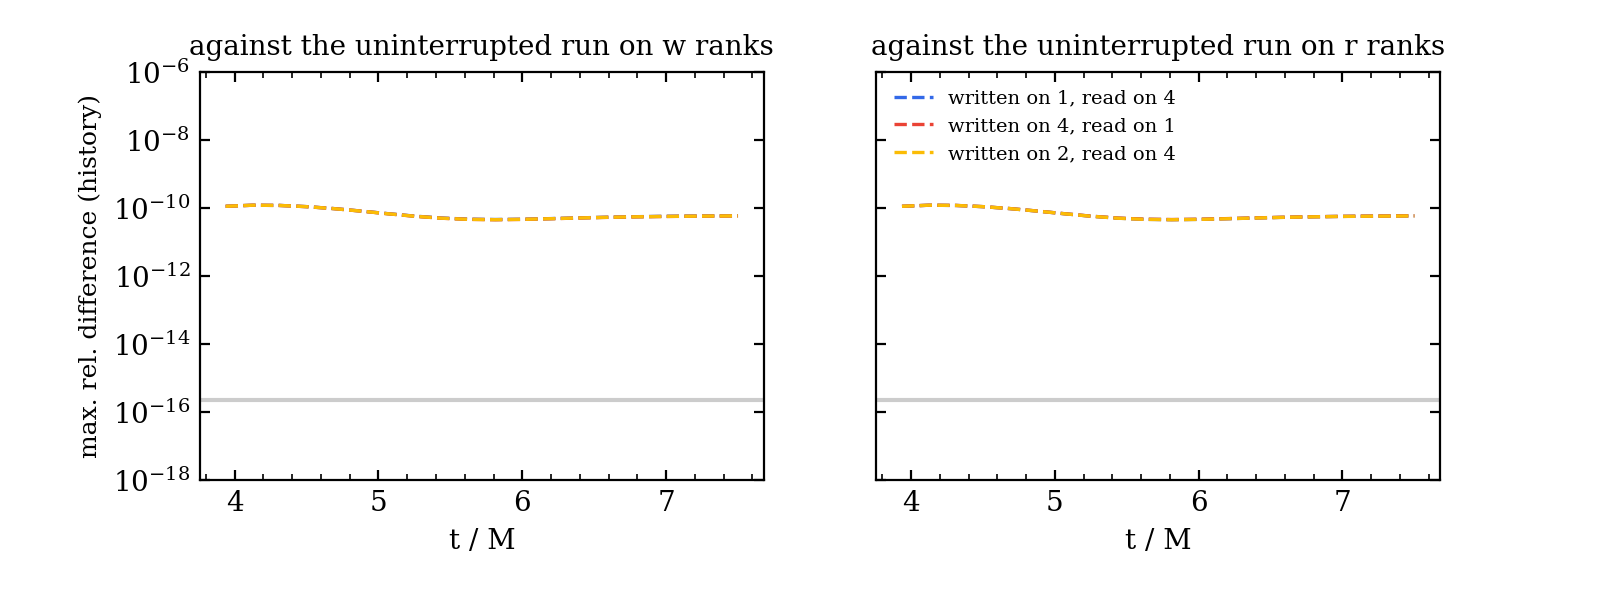 against the uninterrupted run on w ranks
against the uninterrupted run on r ranks
max. rel. difference (history)
10⁻⁶
10⁻⁸
10⁻¹⁰
10⁻¹²
10⁻¹⁴
10⁻¹⁶
10⁻¹⁸
4 5 6 7
t / M
written on 1, read on 4
written on 4, read on 1
written on 2, read on 4
4 5 6 7
t / M